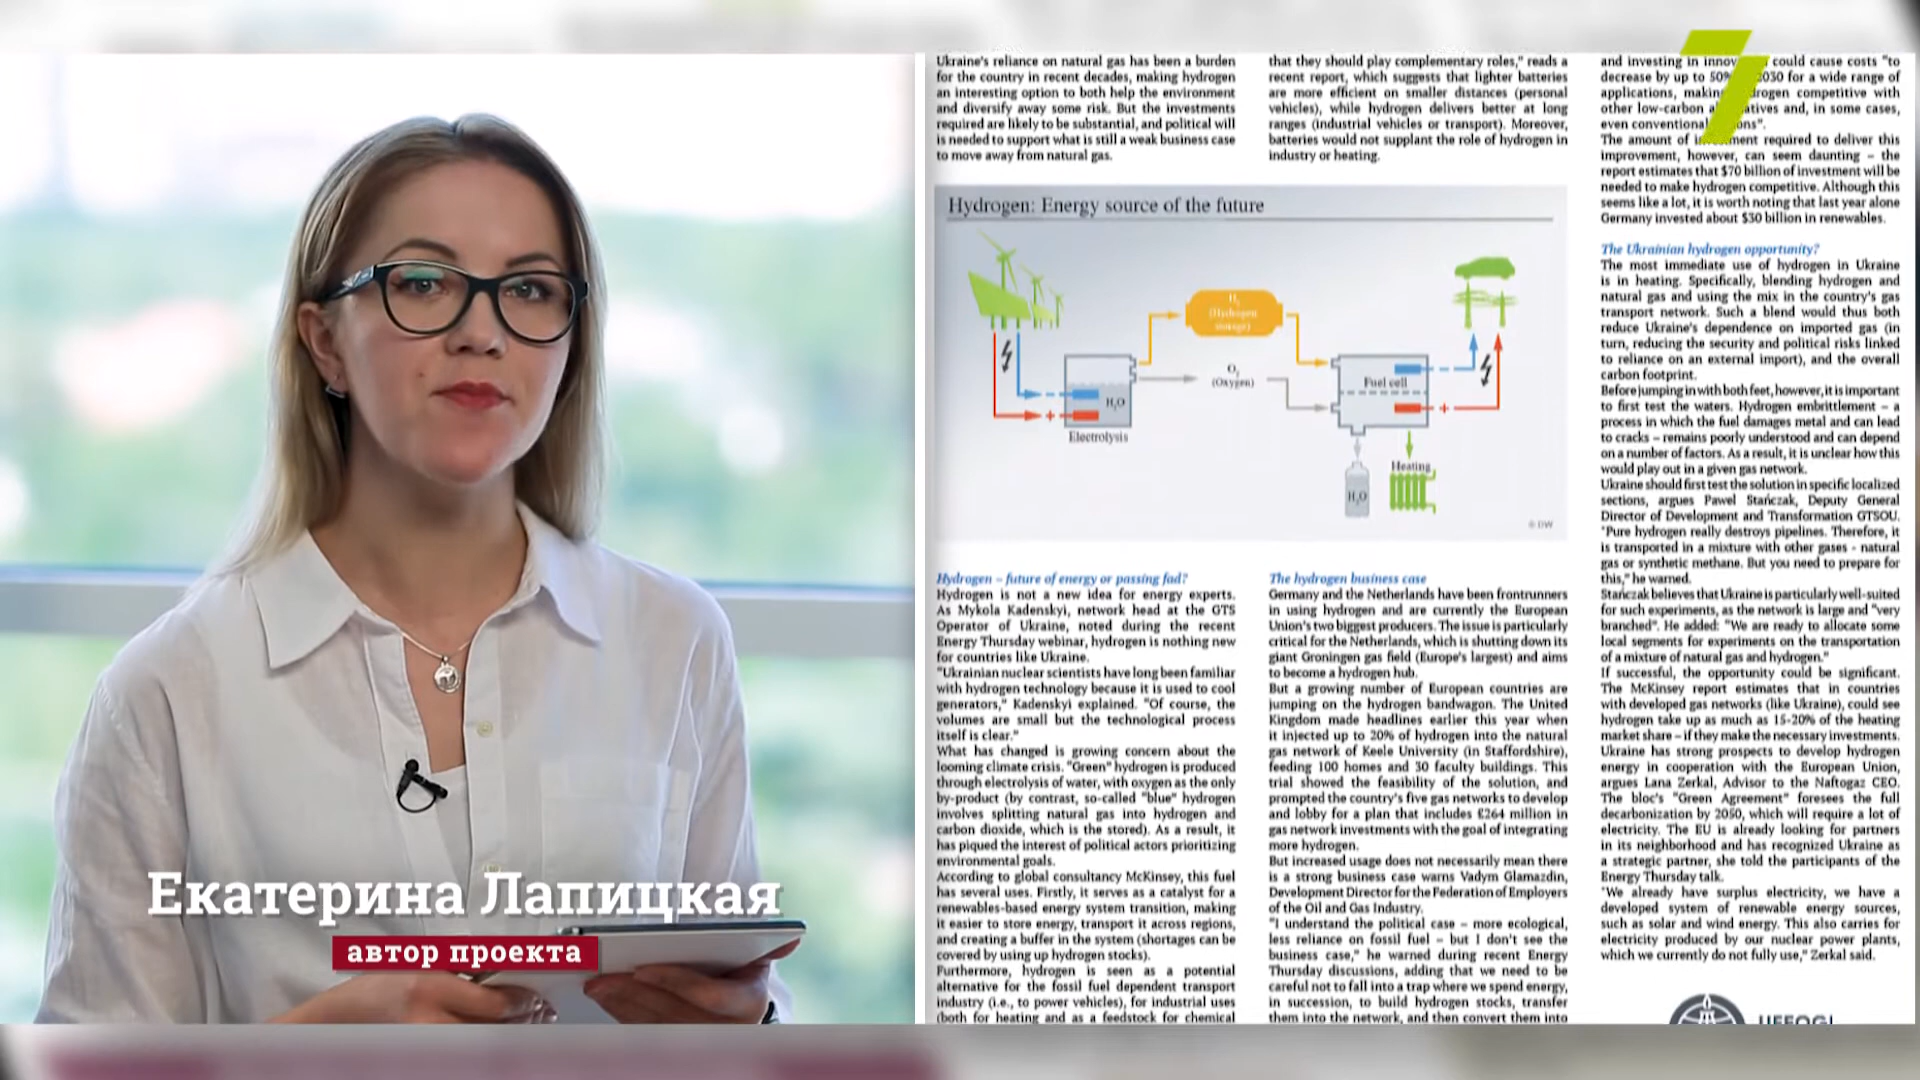 Екатерина Лапицкая
автор проекта
Ukraine's reliance on natural gas has been a burden
for the country in recent decades, making hydrogen
an interesting option to both help the environment
and diversify away some risk. But the investments
required are likely to be substantial, and political will
is needed to support what is still a weak business case
to move away from natural gas.
that they should play complementary roles," reads a
recent report, which suggests that lighter batteries
are more efficient on smaller distances (personal
vehicles), while hydrogen delivers better at long
ranges (industrial vehicles or transport). Moreover,
batteries would not supplant the role of hydrogen in
industry or heating.
Hydrogen: Energy source of the future
H₂
(Hydrogen
storage)
O₂
(Oxygen)
Fuel cell
H₂O
Electrolysis
Heating
H₂O
© DW
Hydrogen – future of energy or passing fad?
Hydrogen is not a new idea for energy experts.
As Mykola Kadenskyi, network head at the GTS
Operator of Ukraine, noted during the recent
Energy Thursday webinar, hydrogen is nothing new
for countries like Ukraine.
"Ukrainian nuclear scientists have long been familiar
with hydrogen technology because it is used to cool
generators," Kadenskyi explained. "Of course, the
volumes are small but the technological process
itself is clear."
What has changed is growing concern about the
looming climate crisis. "Green" hydrogen is produced
through electrolysis of water, with oxygen as the only
by-product (by contrast, so-called "blue" hydrogen
involves splitting natural gas into hydrogen and
carbon dioxide, which is the stored). As a result, it
has piqued the interest of political actors prioritizing
environmental goals.
According to global consultancy McKinsey, this fuel
has several uses. Firstly, it serves as a catalyst for a
renewables-based energy system transition, making
it easier to store energy, transport it across regions,
and creating a buffer in the system (shortages can be
covered by using up hydrogen stocks).
Furthermore, hydrogen is seen as a potential
alternative for the fossil fuel dependent transport
industry (i.e., to power vehicles), for industrial uses
(both for heating and as a feedstock for chemical
The hydrogen business case
Germany and the Netherlands have been frontrunners
in using hydrogen and are currently the European
Union's two biggest producers. The issue is particularly
critical for the Netherlands, which is shutting down its
giant Groningen gas field (Europe's largest) and aims
to become a hydrogen hub.
But a growing number of European countries are
jumping on the hydrogen bandwagon. The United
Kingdom made headlines earlier this year when
it injected up to 20% of hydrogen into the natural
gas network of Keele University (in Staffordshire),
feeding 100 homes and 30 faculty buildings. This
trial showed the feasibility of the solution, and
prompted the country's five gas networks to develop
and lobby for a plan that includes £264 million in
gas network investments with the goal of integrating
more hydrogen.
But increased usage does not necessarily mean there
is a strong business case warns Vadym Glamazdin,
Development Director for the Federation of Employers
of the Oil and Gas Industry.
"I understand the political case – more ecological,
less reliance on fossil fuel – but I don't see the
business case," he warned during recent Energy
Thursday discussions, adding that we need to be
careful not to fall into a trap where we spend energy,
in succession, to build hydrogen stocks, transfer
them into the network, and then convert them into
and investing in could cause costs "to
decrease by up to 50% 2030 for a wide range of
applications, making with
other low-carbon and, in some cases,
even conventional
The amount of required to deliver this
improvement, however, can seem daunting – the
report estimates that $70 billion of investment will be
needed to make hydrogen competitive. Although this
seems like a lot, it is worth noting that last year alone
Germany invested about $30 billion in renewables.
The Ukrainian hydrogen opportunity?
The most immediate use of hydrogen in Ukraine
is in heating. Specifically, blending hydrogen and
natural gas and using the mix in the country's gas
transport network. Such a blend would thus both
reduce Ukraine's dependence on imported gas (in
turn, reducing the security and political risks linked
to reliance on an external import), and the overall
carbon footprint.
Before jumping in with both feet, however, it is important
to first test the waters. Hydrogen embrittlement – a
process in which the fuel damages metal and can lead
to cracks – remains poorly understood and can depend
on a number of factors. As a result, it is unclear how this
would play out in a given gas network.
Ukraine should first test the solution in specific localized
sections, argues Pawel Stańczak, Deputy General
Director of Development and Transformation GTSOU.
"Pure hydrogen really destroys pipelines. Therefore, it
is transported in a mixture with other gases - natural
gas or synthetic methane. But you need to prepare for
this," he warned.
Stańczak believes that Ukraine is particularly well-suited
for such experiments, as the network is large and "very
branched". He added: "We are ready to allocate some
local segments for experiments on the transportation
of a mixture of natural gas and hydrogen."
If successful, the opportunity could be significant.
The McKinsey report estimates that in countries
with developed gas networks (like Ukraine), could see
hydrogen take up as much as 15-20% of the heating
market share – if they make the necessary investments.
Ukraine has strong prospects to develop hydrogen
energy in cooperation with the European Union,
argues Lana Zerkal, Advisor to the Naftogaz CEO.
The bloc's "Green Agreement" foresees the full
decarbonization by 2050, which will require a lot of
electricity. The EU is already looking for partners
in its neighborhood and has recognized Ukraine as
a strategic partner, she told the participants of the
Energy Thursday talk.
"We already have surplus electricity, we have a
developed system of renewable energy sources,
such as solar and wind energy. This also carries for
electricity produced by our nuclear power plants,
which we currently do not fully use," Zerkal said.